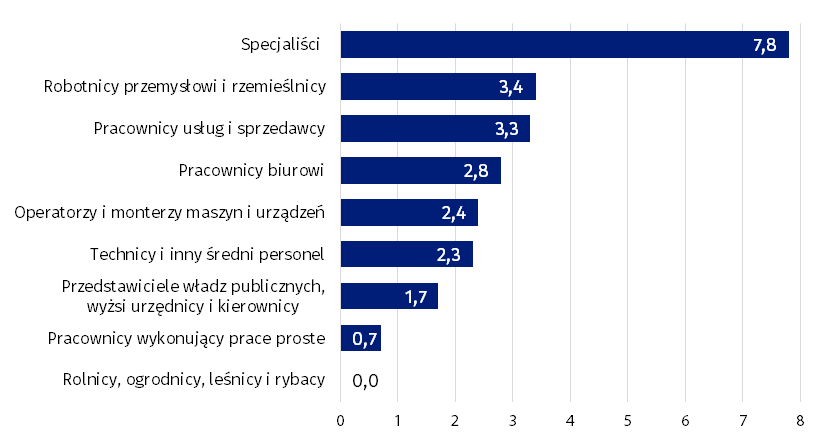 Specjaliści 7,8
Robotnicy przemysłowi i rzemieślnicy 3,4
Pracownicy usług i sprzedawcy 3,3
Pracownicy biurowi 2,8
Operatorzy i monterzy maszyn i urządzeń 2,4
Technicy i inny średni personel 2,3
Przedstawiciele władz publicznych,
wyżsi urzędnicy i kierownicy 1,7
Pracownicy wykonujący prace proste 0,7
Rolnicy, ogrodnicy, leśnicy i rybacy 0,0
0 1 2 3 4 5 6 7 8